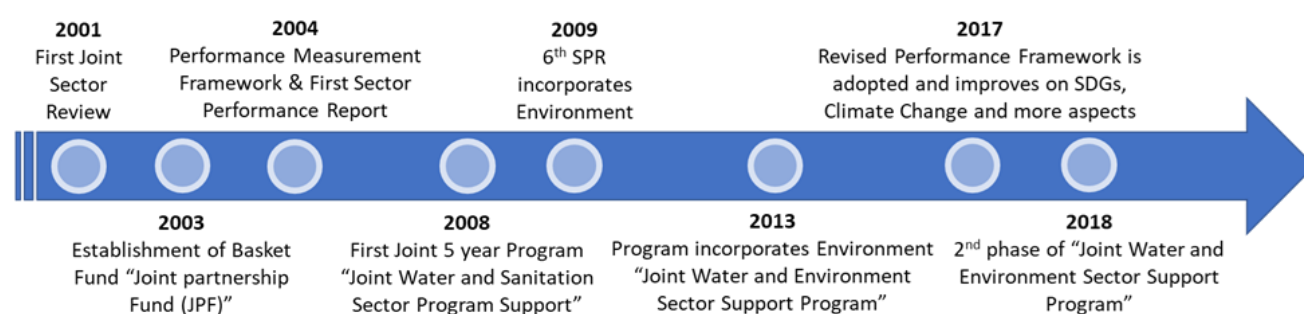 2001
First Joint
Sector
Review
2003
Establishment of Basket
Fund “Joint partnership
Fund (JPF)”
2004
Performance Measurement
Framework & First Sector
Performance Report
2008
First Joint 5 year Program
“Joint Water and Sanitation
Sector Program Support”
2009
6th SPR
incorporates
Environment
2013
Program incorporates Environment
“Joint Water and Environment
Sector Support Program”
2017
Revised Performance Framework is
adopted and improves on SDGs,
Climate Change and more aspects
2018
2nd phase of “Joint Water and
Environment Sector Support
Program”